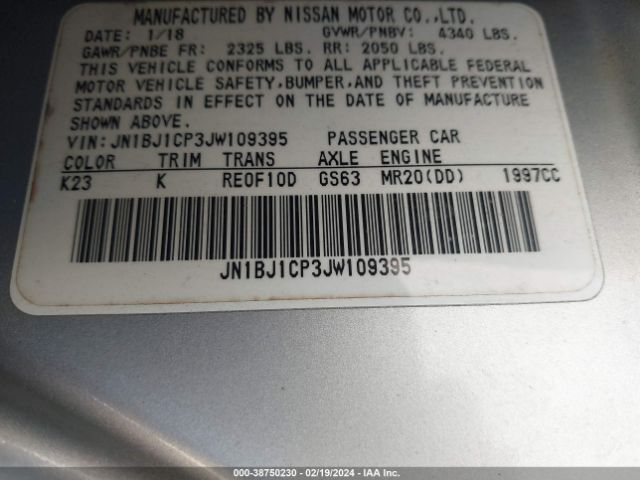 MANUFACTURED BY NISSAN MOTOR CO.,LTD.
DATE: 1/18 GVWR/PNBV: 4340 LBS.
GAWR/PNBE FR: 2325 LBS. RR: 2050 LBS.
THIS VEHICLE CONFORMS TO ALL APPLICABLE FEDERAL
MOTOR VEHICLE SAFETY,BUMPER,AND THEFT PREVENTION
STANDARDS IN EFFECT ON THE DATE OF MANUFACTURE
SHOWN ABOVE.
VIN:JN1BJ1CP3JW109395 PASSENGER CAR
COLOR TRIM TRANS AXLE ENGINE
K23 K RE0F10D GS63 MR20(DD) 1997CC
JN1BJ1CP3JW109395
000-38750230 - 02/19/2024 - IAA Inc.